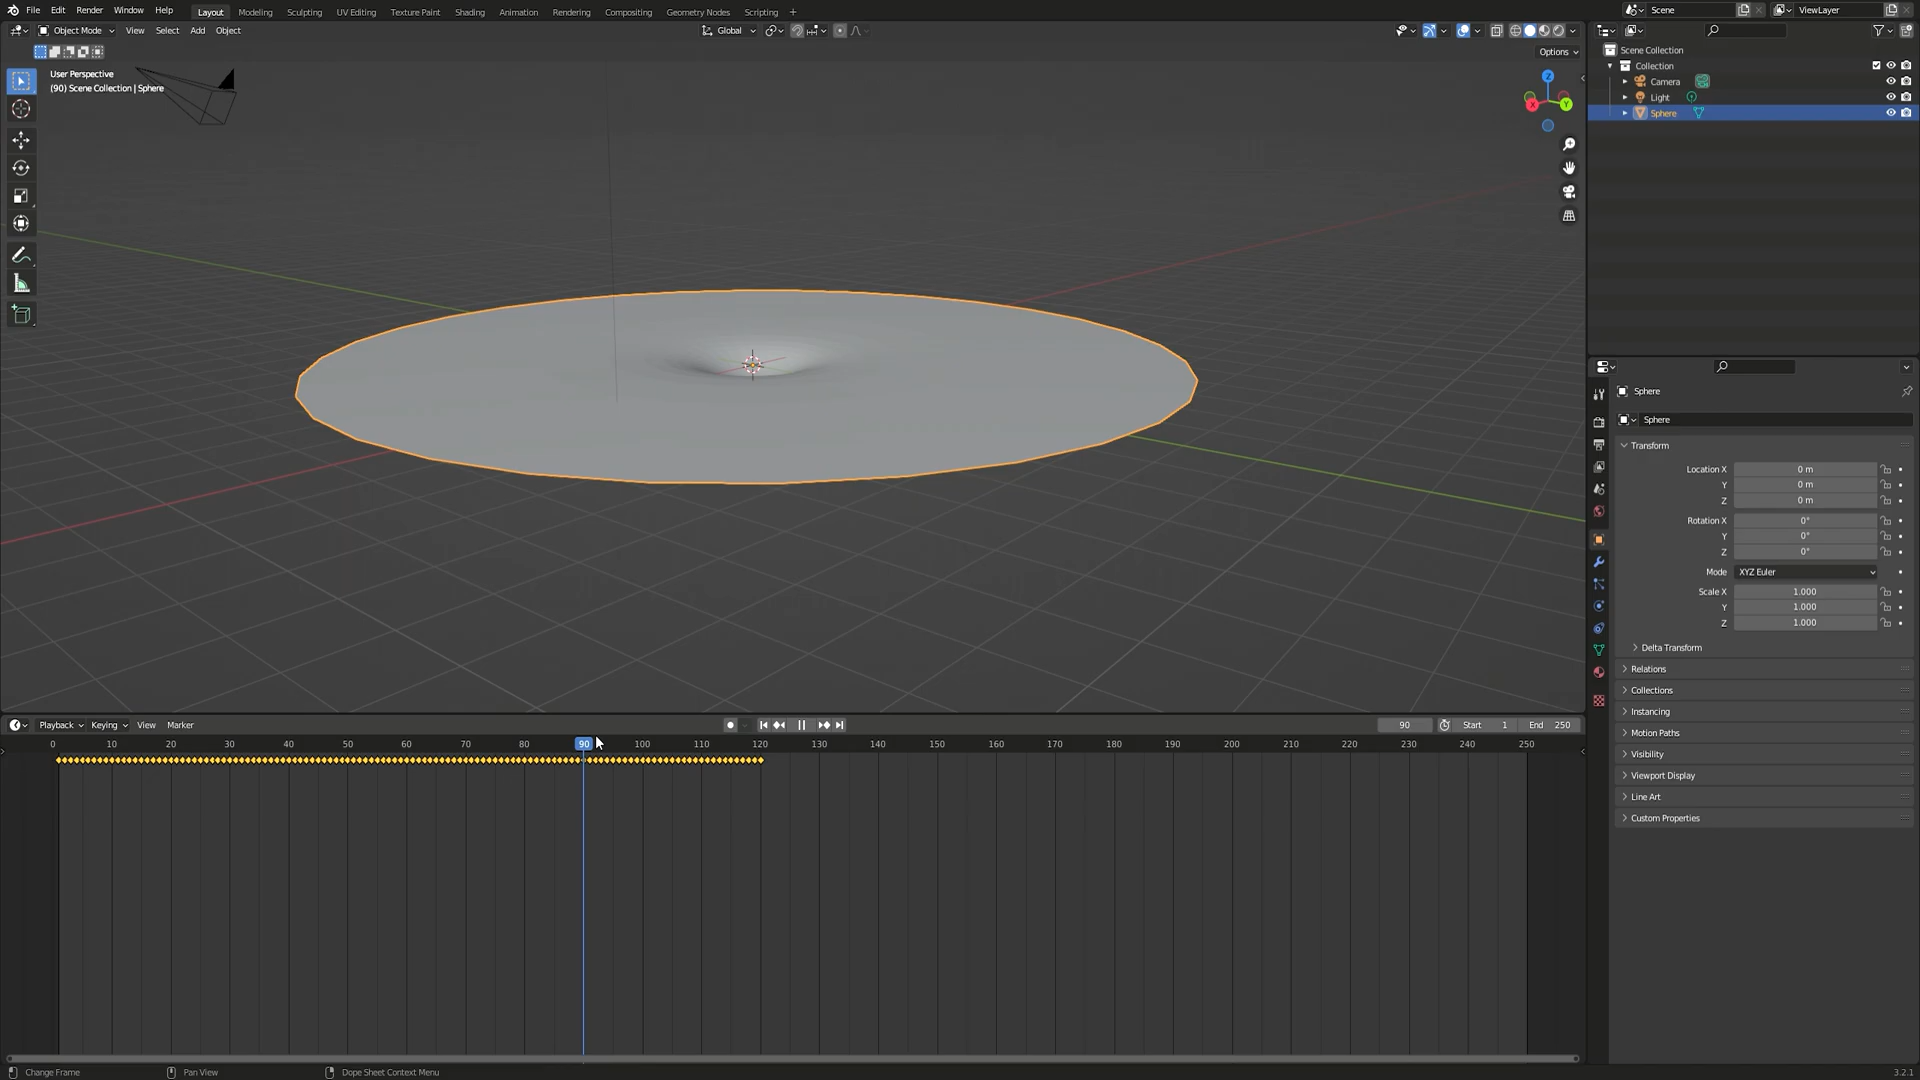 File Edit Render Window Help Layout Modeling Sculpting UV Editing Texture Paint Shading Animation Rendering Compositing Geometry Nodes Scripting + Scene ViewLayer
Object Mode View Select Add Object Global
Options
User Perspective
(90) Scene Collection | Sphere
Z
X
Y
Scene Collection
Collection
Camera
Light
Sphere
Sphere
Sphere
Transform
Location X 0 m
Y 0 m
Z 0 m
Rotation X 0°
Y 0°
Z 0°
Mode XYZ Euler
Scale X 1.000
Y 1.000
Z 1.000
Delta Transform
Relations
Collections
Instancing
Motion Paths
Visibility
Viewport Display
Line Art
Custom Properties
Playback Keying View Marker 90 Start 1 End 250
0 10 20 30 40 50 60 70 80 90 100 110 120 130 140 150 160 170 180 190 200 210 220 230 240 250
Change Frame Pan View Dope Sheet Context Menu 3.2.1